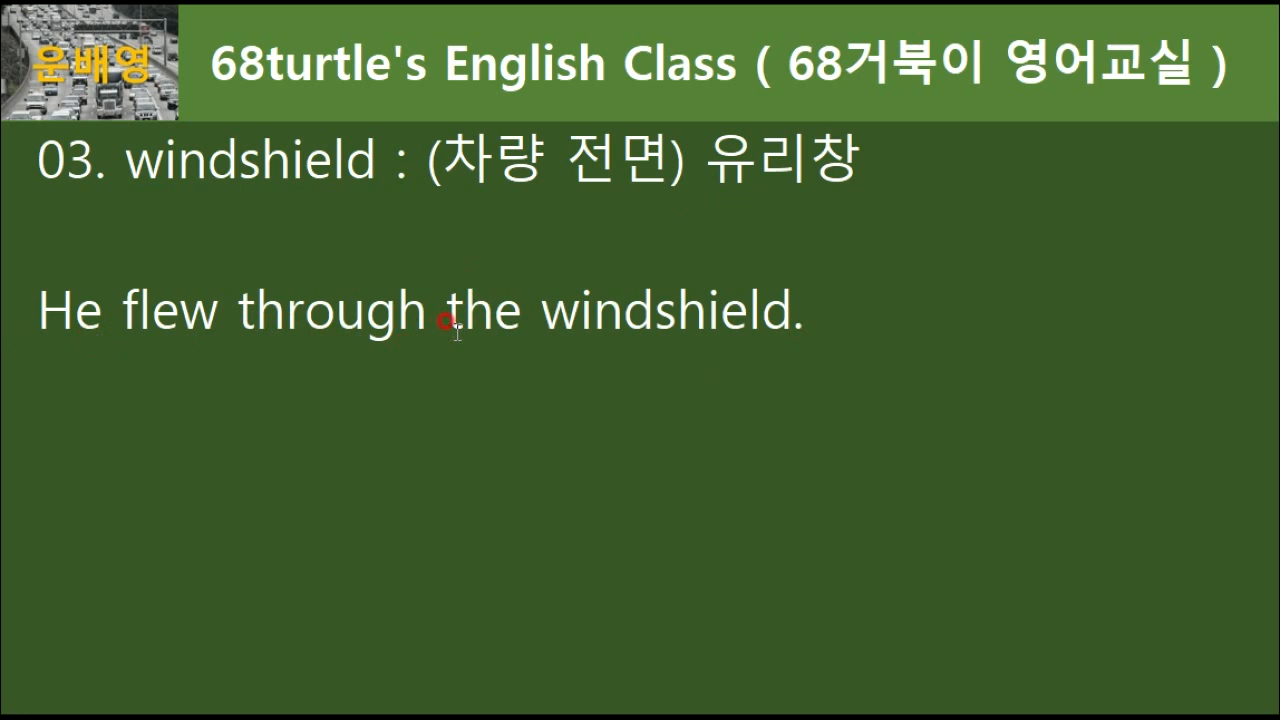 윤배영
68turtle's English Class ( 68거북이 영어교실 )
03. windshield : (차량 전면) 유리창
He flew through the windshield.